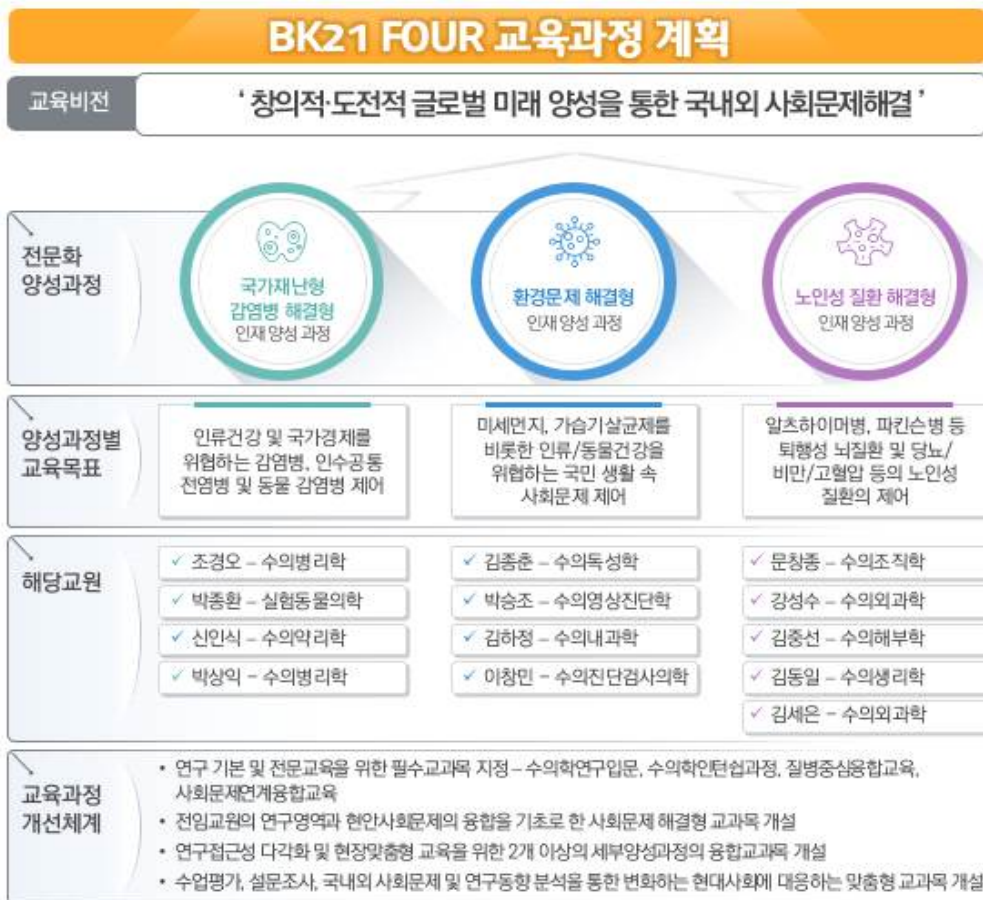 BK21 FOUR 교육과정 계획
교육비전
‘ 창의적·도전적 글로벌 미래 양성을 통한 국내외 사회문제해결 ’
전문화
양성과정
국가재난형
감염병 해결형
인재 양성 과정
환경문제 해결형
인재 양성 과정
노인성 질환 해결형
인재 양성 과정
양성과정별
교육목표
인류건강 및 국가경제를
위협하는 감염병, 인수공통
전염병 및 동물 감염병 제어
미세먼지, 가습기살균제를
비롯한 인류/동물건강을
위협하는 국민 생활 속
사회문제 제어
알츠하이머병, 파킨슨병 등
퇴행성 뇌질환 및 당뇨/
비만/고혈압 등의 노인성
질환의 제어
해당교원
✓ 조경오 – 수의병리학
✓ 박종환 – 실험동물의학
✓ 신인식 – 수의약리학
✓ 박상익 – 수의병리학
✓ 김종춘 – 수의독성학
✓ 박승조 – 수의영상진단학
✓ 김하정 – 수의내과학
✓ 이창민 – 수의진단검사의학
✓ 문창종 – 수의조직학
✓ 강성수 – 수의외과학
✓ 김중선 – 수의해부학
✓ 김동일 – 수의생리학
✓ 김세은 – 수의외과학
교육과정
개선체계
• 연구 기본 및 전문교육을 위한 필수교과목 지정 – 수의학연구입문, 수의학인턴쉽과정, 질병중심융합교육,
사회문제연계융합교육
• 전임교원의 연구영역과 현안사회문제의 융합을 기초로 한 사회문제 해결형 교과목 개설
• 연구접근성 다각화 및 현장맞춤형 교육을 위한 2개 이상의 세부양성과정의 융합교과목 개설
• 수업평가, 설문조사, 국내외 사회문제 및 연구동향 분석을 통한 변화하는 현대사회에 대응하는 맞춤형 교과목 개설